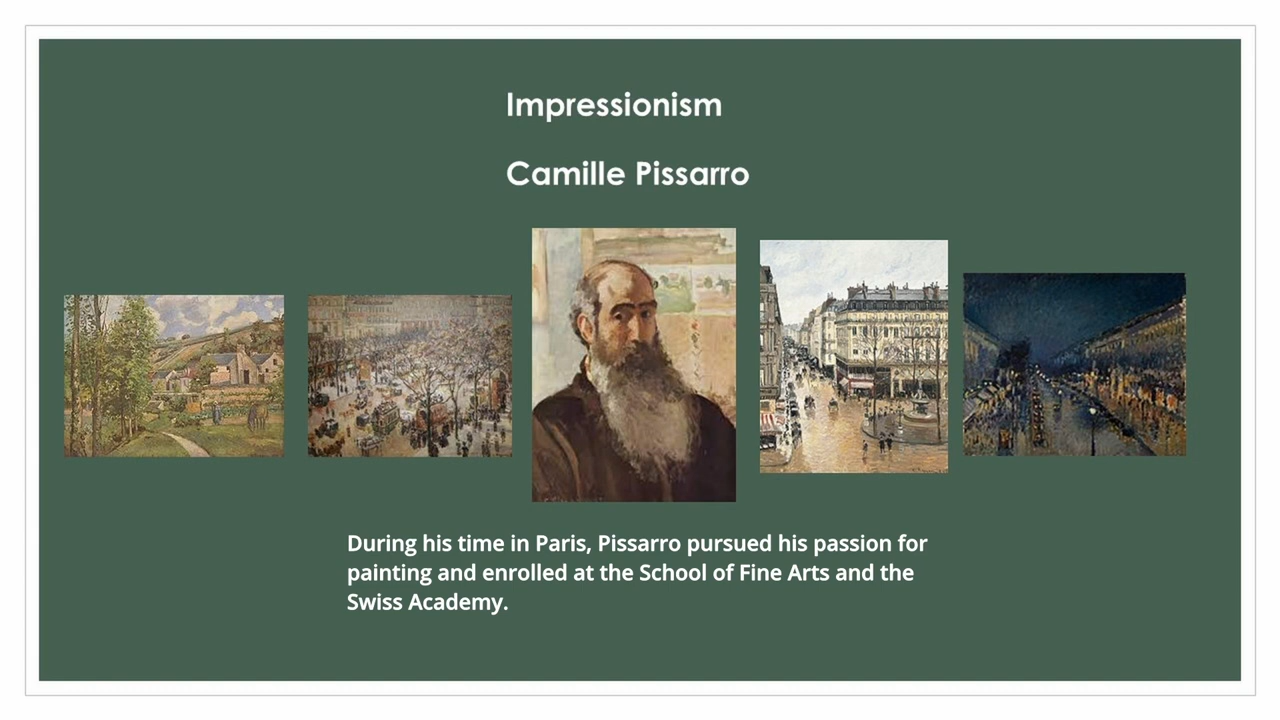 Impressionism
Camille Pissarro
During his time in Paris, Pissarro pursued his passion for
painting and enrolled at the School of Fine Arts and the
Swiss Academy.